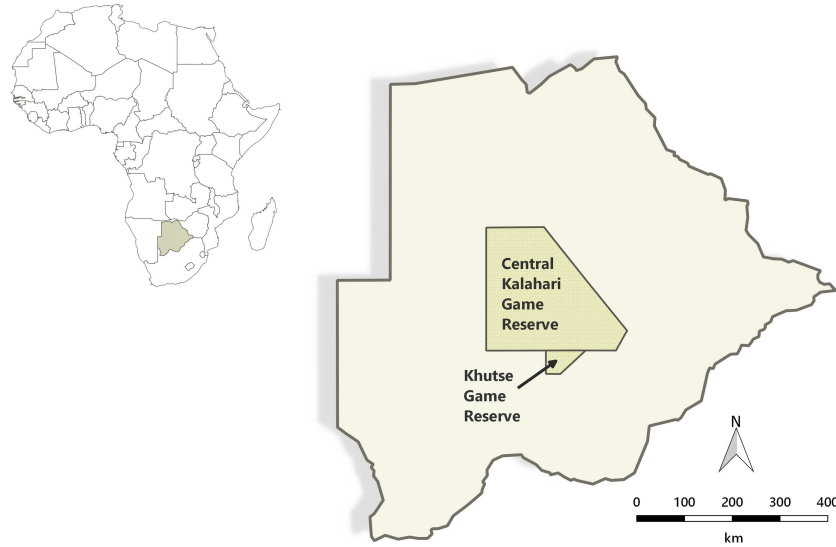 Central
Kalahari
Game
Reserve
Khutse
Game
Reserve
N
0 100 200 300 400
km